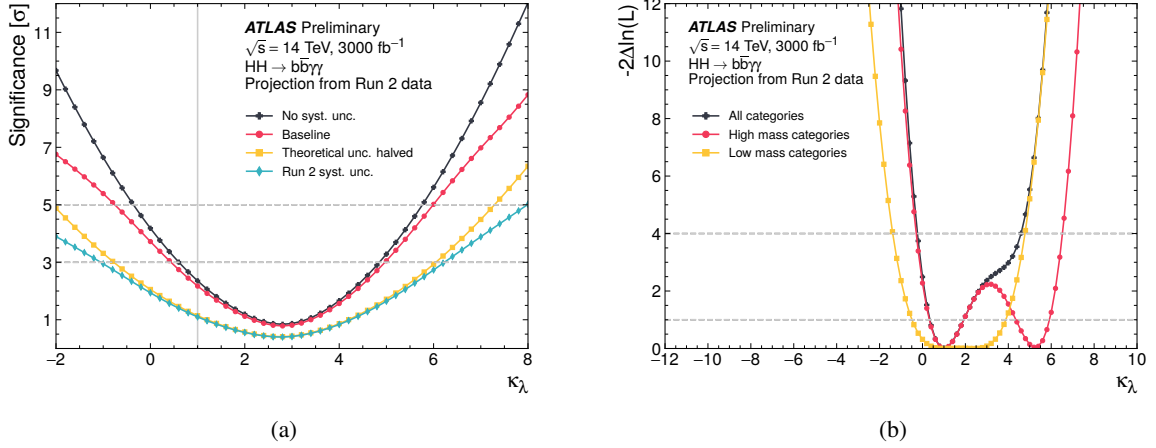 Significance [σ]
11
9
7
5
3
1
ATLAS Preliminary
√s = 14 TeV, 3000 fb⁻¹
HH → bb̅γγ
Projection from Run 2 data
No syst. unc.
Baseline
Theoretical unc. halved
Run 2 syst. unc.
−2 0 2 4 6 8
κλ
(a)
-2Δln(L)
12
10
8
6
4
2
0
ATLAS Preliminary
√s = 14 TeV, 3000 fb⁻¹
HH → bb̅γγ
Projection from Run 2 data
All categories
High mass categories
Low mass categories
−12 −10 −8 −6 −4 −2 0 2 4 6 8 10
κλ
(b)